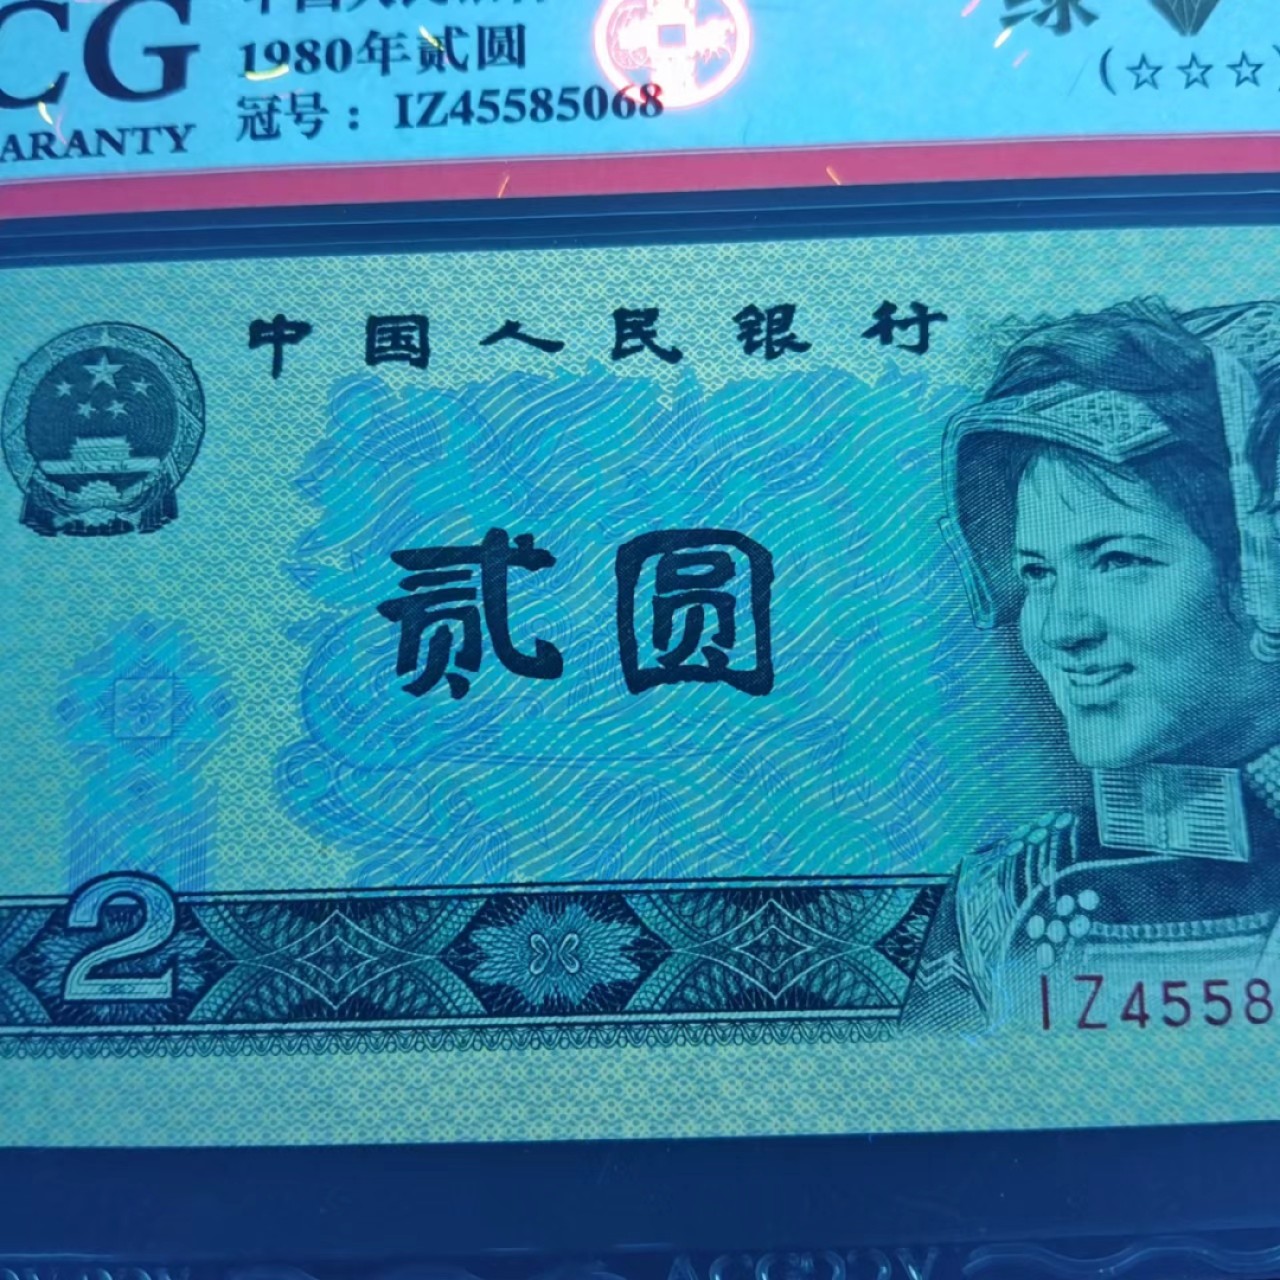 CG
ARANTY
1980年贰圆
冠号：IZ45585068
绿
(☆☆☆)
中国人民银行
贰圆
2
IZ4558